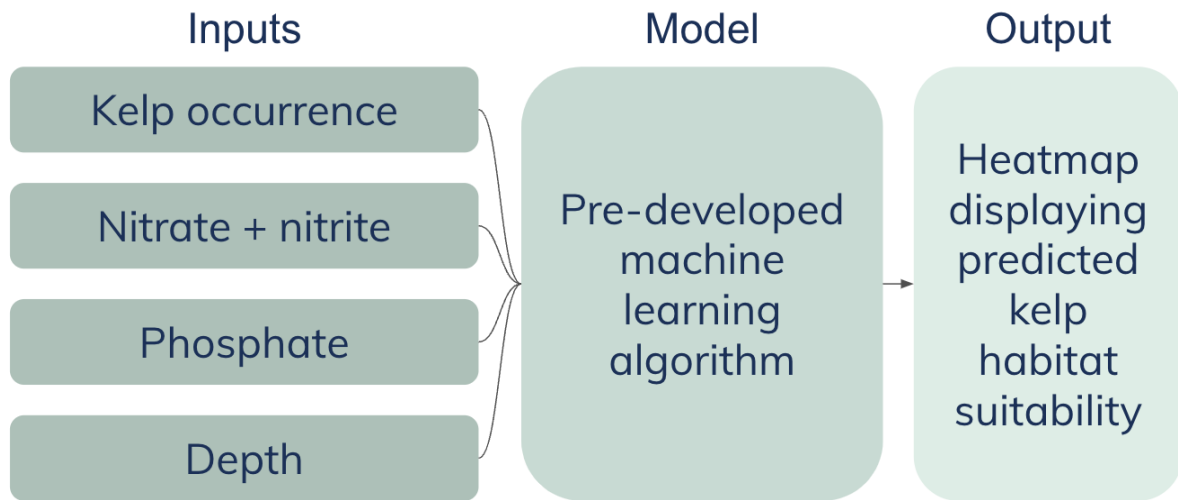 Inputs
Model
Output
Kelp occurrence
Nitrate + nitrite
Phosphate
Depth
Pre-developed
machine
learning
algorithm
Heatmap
displaying
predicted
kelp
habitat
suitability